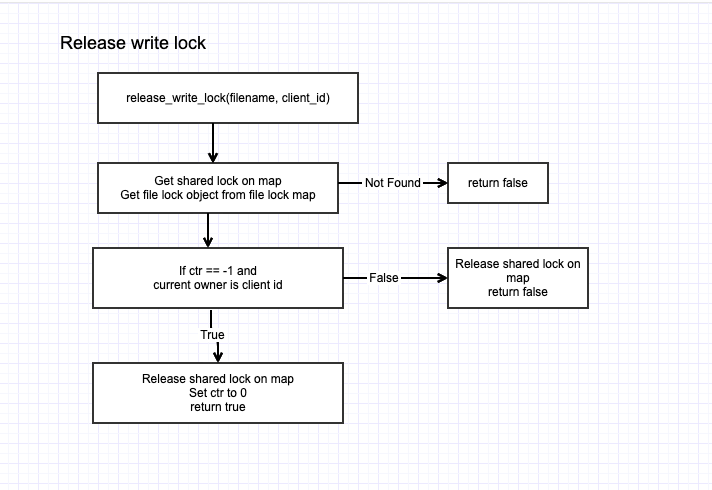 Release write lock
release_write_lock(filename, client_id)
Get shared lock on map
Get file lock object from file lock map
Not Found
return false
If ctr == -1 and
current owner is client id
False
Release shared lock on
map
return false
True
Release shared lock on map
Set ctr to 0
return true